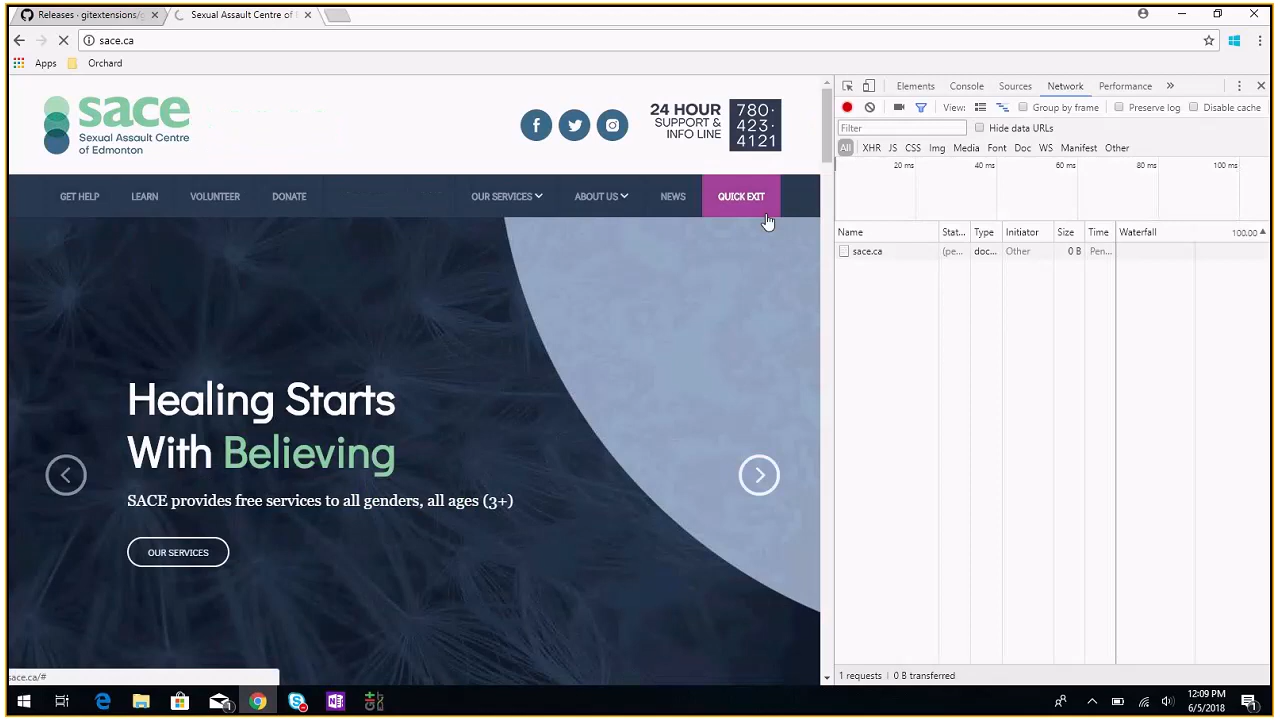 Releases · gitextensions/g
Sexual Assault Centre of
sace.ca
Apps
Orchard
sace
Sexual Assault Centre
of Edmonton
24 HOUR
SUPPORT &
INFO LINE
780·
423·
4121
GET HELP
LEARN
VOLUNTEER
DONATE
OUR SERVICES
ABOUT US
NEWS
QUICK EXIT
Healing Starts
With Believing
SACE provides free services to all genders, all ages (3+)
OUR SERVICES
sace.ca/#
Elements
Console
Sources
Network
Performance
View:
Group by frame
Preserve log
Disable cache
Filter
Hide data URLs
All
XHR
JS
CSS
Img
Media
Font
Doc
WS
Manifest
Other
20 ms
40 ms
60 ms
80 ms
100 ms
Name
Stat...
Type
Initiator
Size
Time
Waterfall
100.00
sace.ca
(pe...
doc...
Other
0 B
Pen...
1 requests | 0 B transferred
12:09 PM
6/5/2018